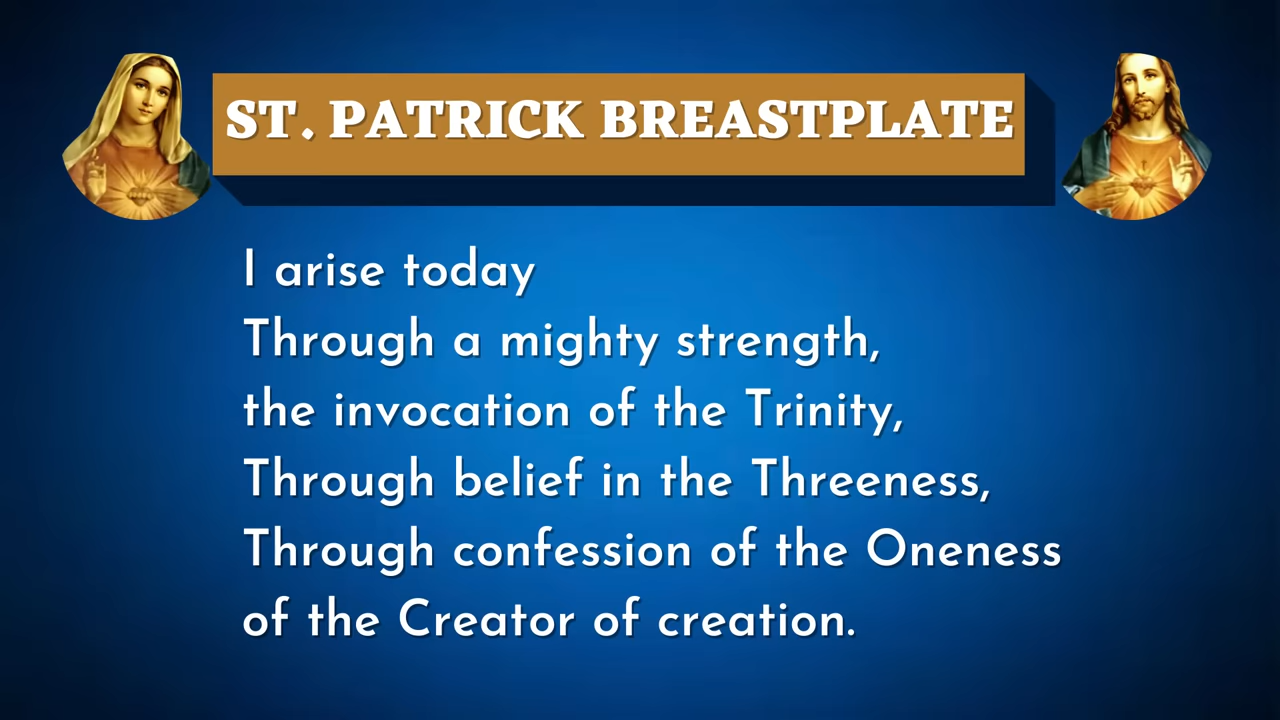 ST. PATRICK BREASTPLATE
I arise today
Through a mighty strength,
the invocation of the Trinity,
Through belief in the Threeness,
Through confession of the Oneness
of the Creator of creation.